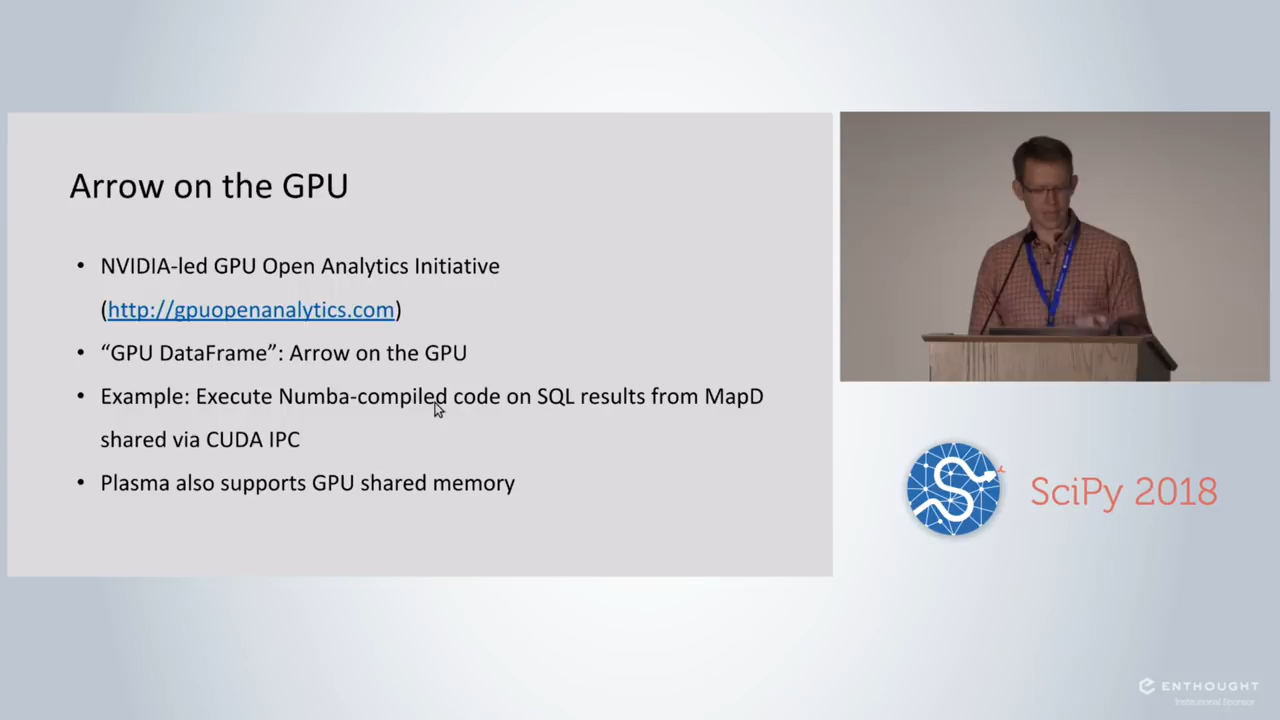 Arrow on the GPU
• NVIDIA-led GPU Open Analytics Initiative
(http://gpuopenanalytics.com)
• “GPU DataFrame”: Arrow on the GPU
• Example: Execute Numba-compiled code on SQL results from MapD
shared via CUDA IPC
• Plasma also supports GPU shared memory
SciPy 2018
ENTHOUGHT
Institutional Sponsor